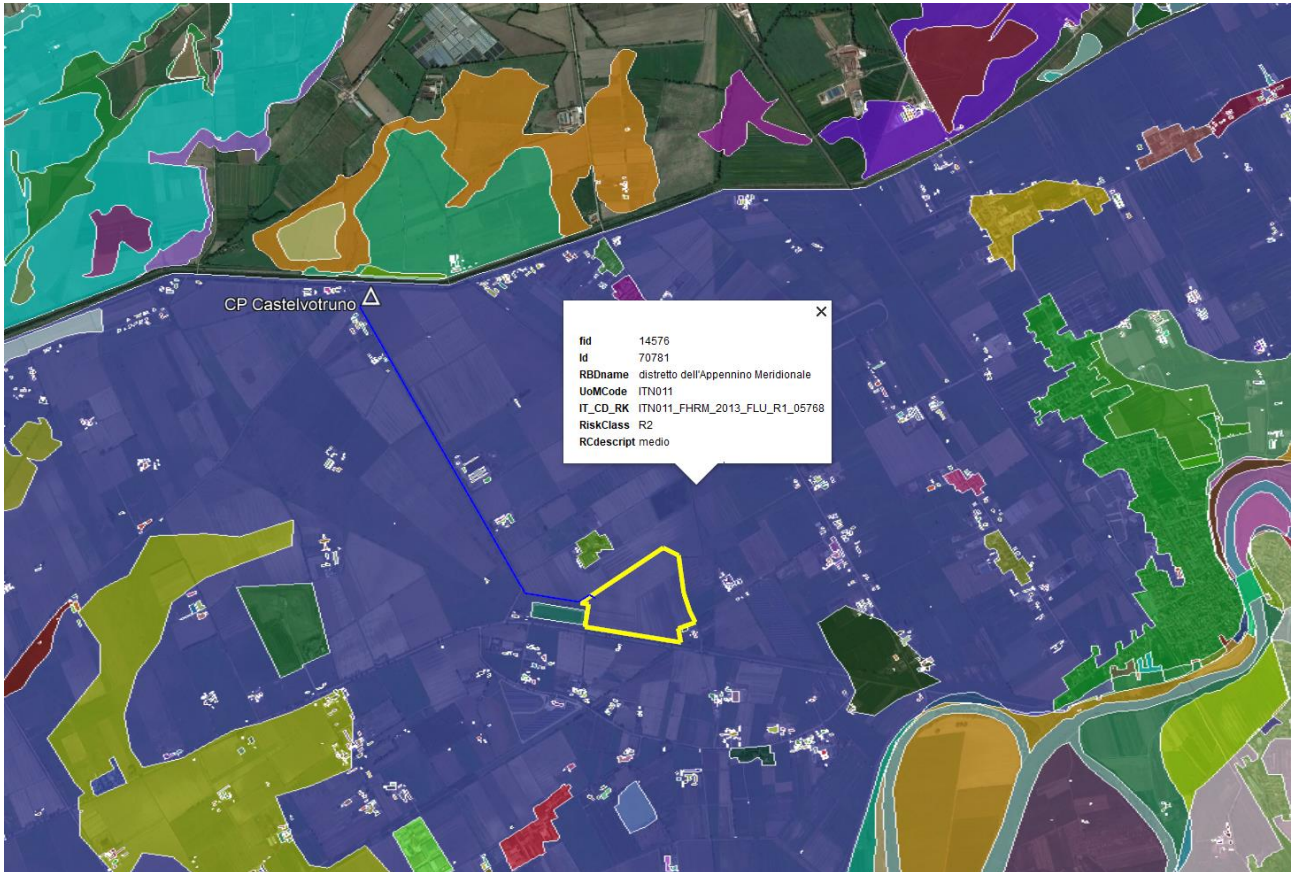 CP Castelvotruno
fid 14576
Id 70781
RBDname distretto dell'Appennino Meridionale
UoMCode ITN011
IT_CD_RK ITN011_FHRM_2013_FLU_R1_05768
RiskClass R2
RCdescript medio